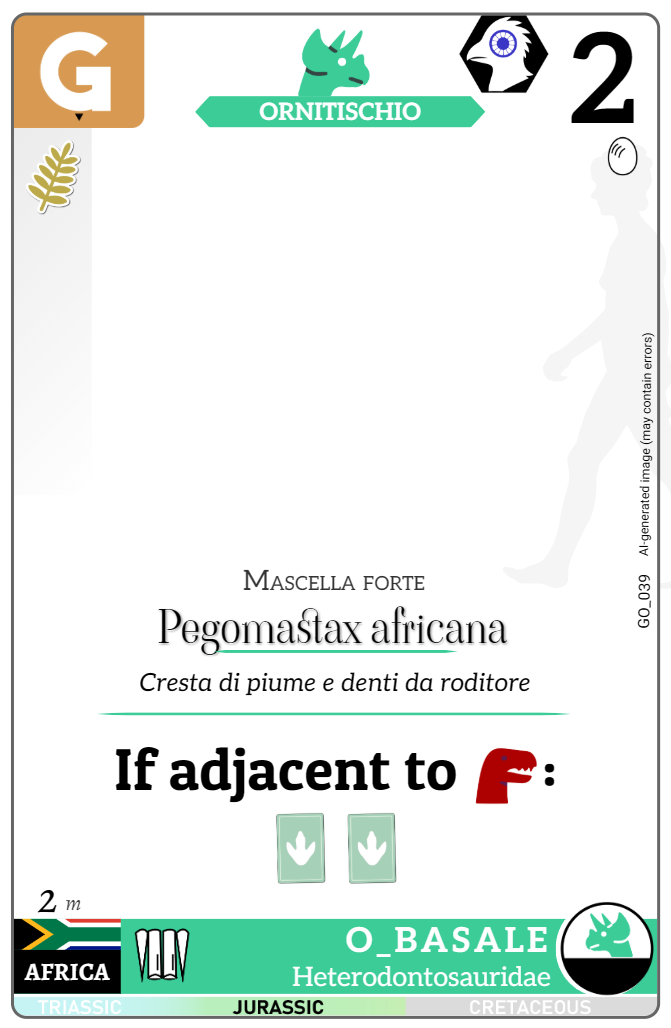 G
ORNITISCHIO
2
AI-generated image (may contain errors)
GO_039
Mascella forte
Pegomastax africana
Cresta di piume e denti da roditore
If adjacent to :
2 m
AFRICA
O_BASALE
Heterodontosauridae
TRIASSIC
JURASSIC
CRETACEOUS